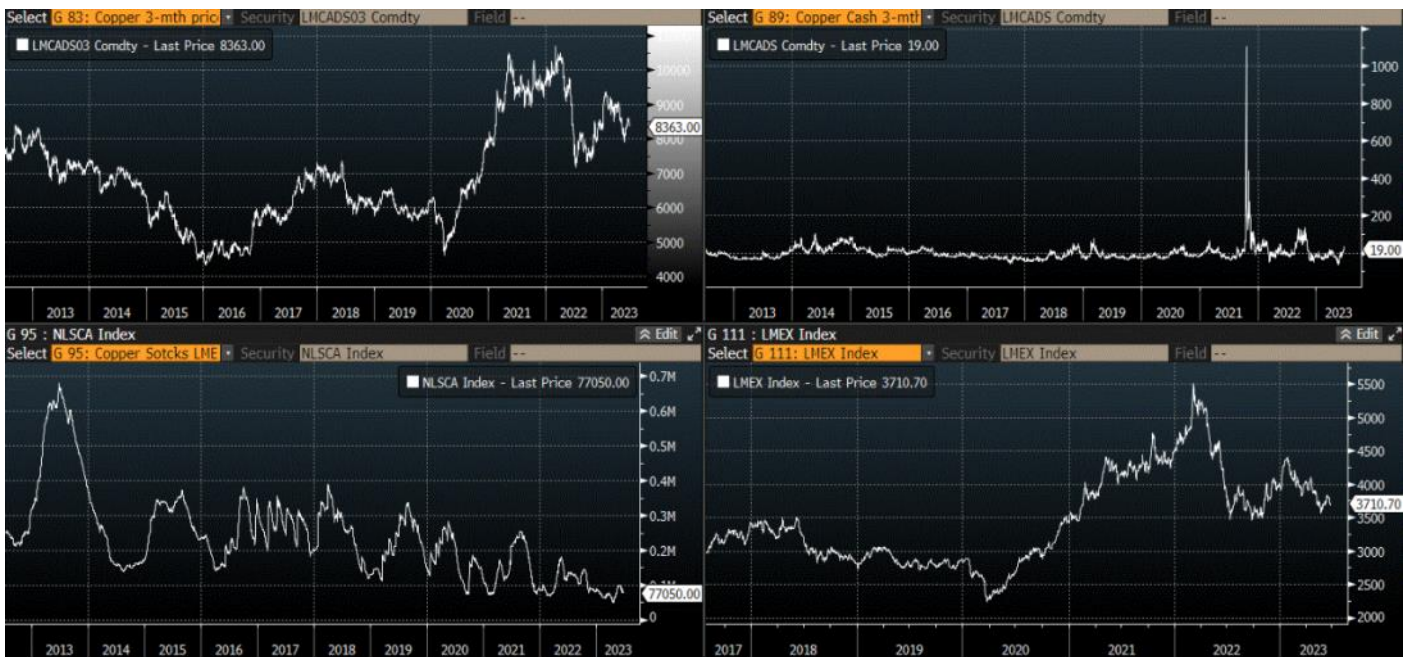 Select G 83: Copper 3-mth pric Security LMCADS03 Comdty Field --
LMCADS03 Comdty - Last Price 8363.00
10000
9000
8363.00
8000
7000
6000
5000
4000
2013 2014 2015 2016 2017 2018 2019 2020 2021 2022 2023
Select G 89: Copper Cash 3-mth Security LMCADS Comdty Field --
LMCADS Comdty - Last Price 19.00
1000
800
600
400
200
19.00
2013 2014 2015 2016 2017 2018 2019 2020 2021 2022 2023
G 95 : NLSCA Index Edit
Select G 95: Copper Sotcks LME Security NLSCA Index Field --
NLSCA Index - Last Price 77050.00
0.7M
0.6M
0.5M
0.4M
0.3M
0.2M
77050.00
0
2013 2014 2015 2016 2017 2018 2019 2020 2021 2022 2023
G 111 : LMEX Index Edit
Select G 111: LMEX Index Security LMEX Index Field --
LMEX Index - Last Price 3710.70
5500
5000
4500
4000
3710.70
3500
3000
2500
2000
2017 2018 2019 2020 2021 2022 2023